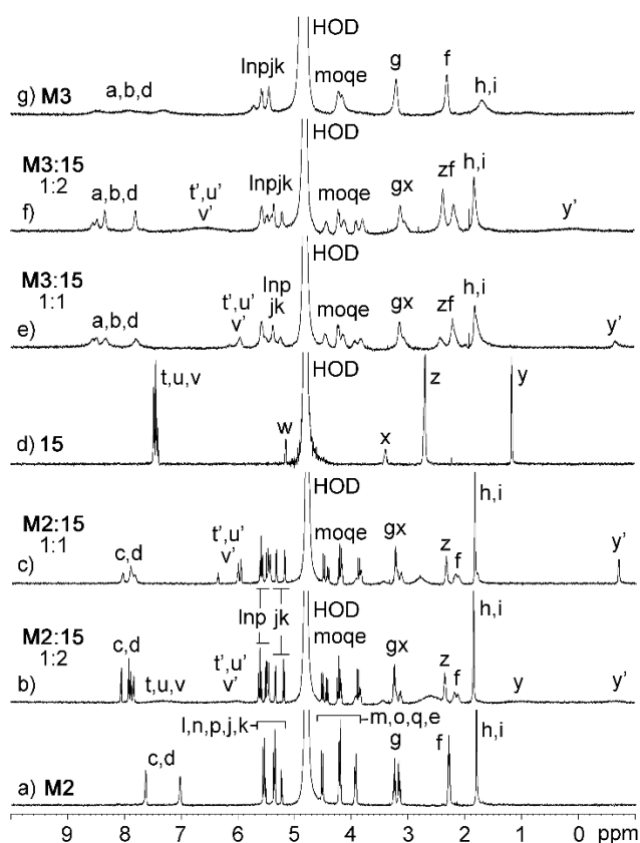 HOD
g) M3
a,b,d
lnpjk
moqe
g
f
h,i
HOD
M3:15
1:2
f)
a,b,d
t',u'
v'
lnpjk
moqe
gx
zf
h,i
y'
HOD
M3:15
1:1
e)
a,b,d
t',u'
v'
lnp
jk
moqe
gx
zf
h,i
y'
HOD
d) 15
t,u,v
w
x
z
y
HOD
M2:15
1:1
c)
c,d
t',u'
v'
moqe
gx
z
f
h,i
y'
lnp jk
HOD
M2:15
1:2
b)
c,d
t,u,v
t',u'
v'
moqe
gx
z
f
h,i
y
y'
a) M2
c,d
l,n,p,j,k
m,o,q,e
g
f
h,i
9 8 7 6 5 4 3 2 1 0 ppm